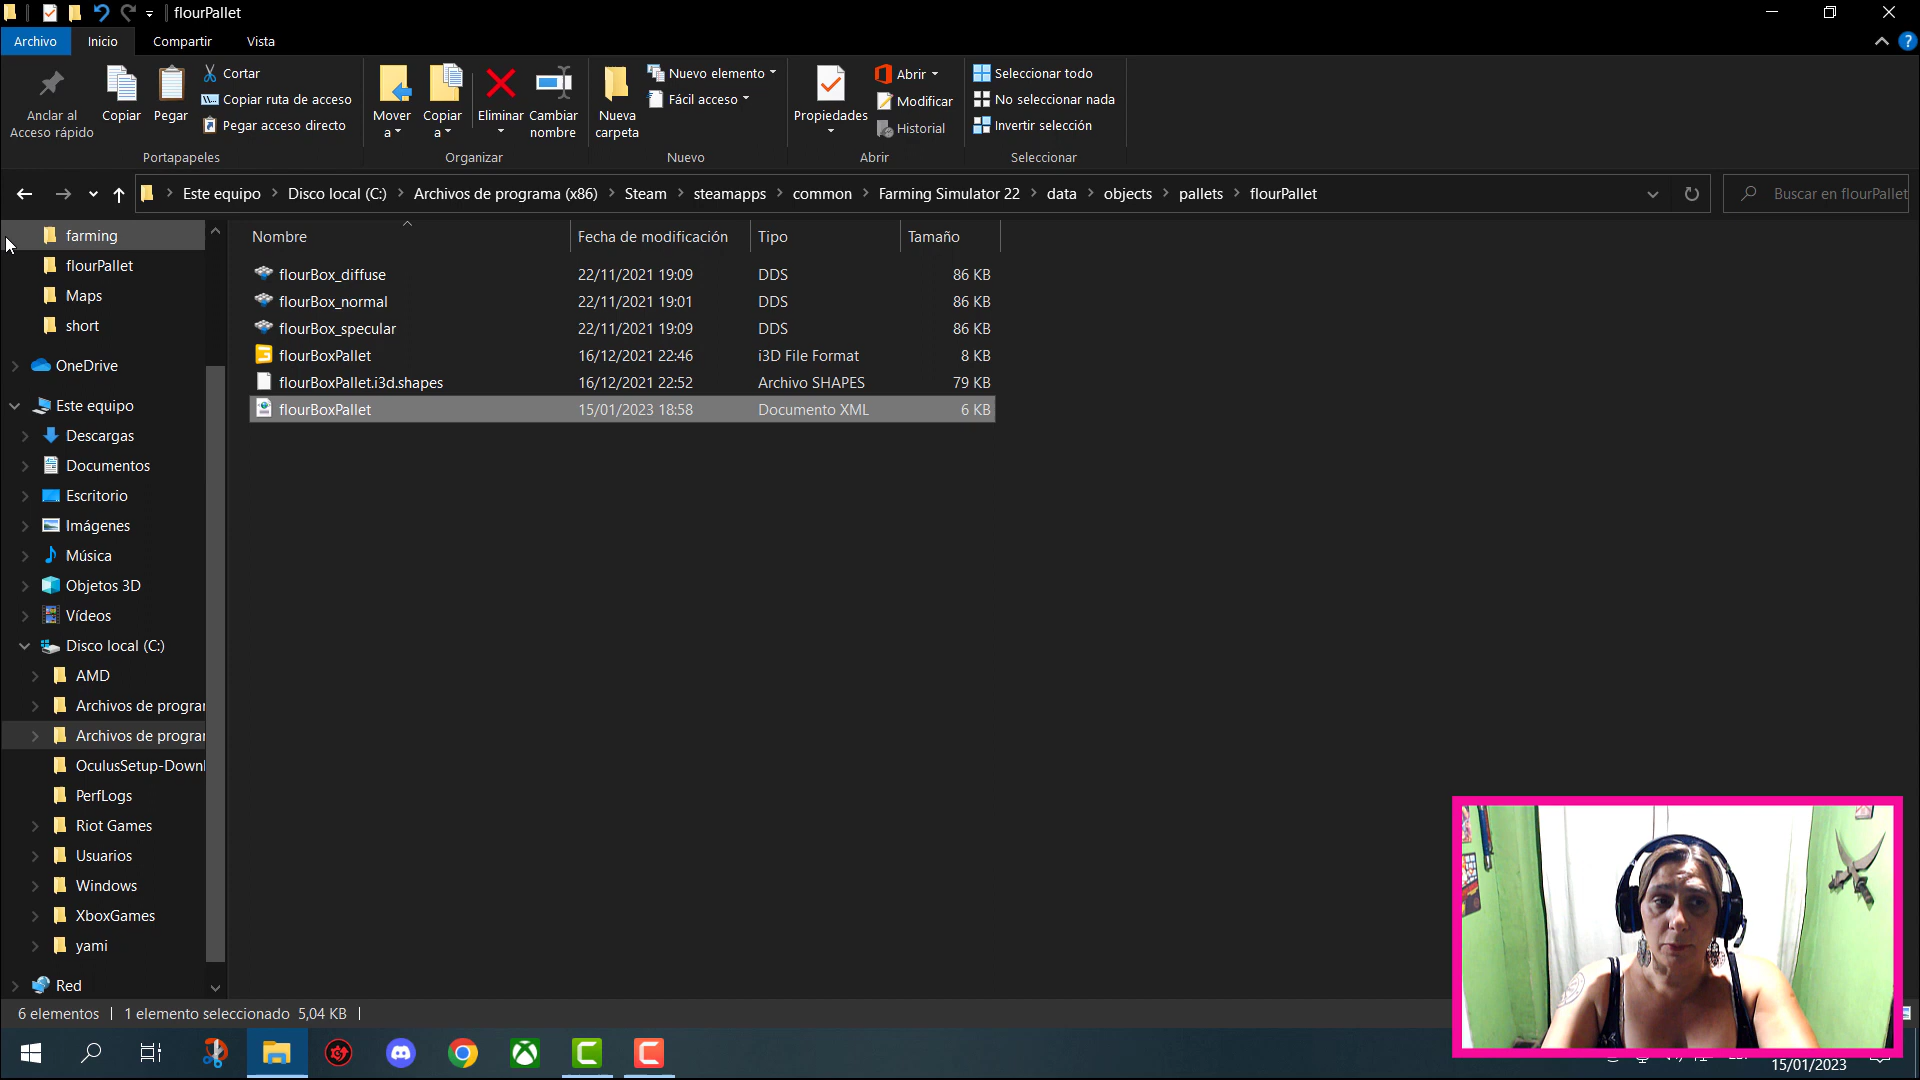 flourPallet
Archivo Inicio Compartir Vista
Anclar al Acceso rápido
Copiar
Pegar
Cortar
Copiar ruta de acceso
Pegar acceso directo
Portapapeles
Mover a
Copiar a
Eliminar
Cambiar nombre
Organizar
Nueva carpeta
Nuevo elemento
Fácil acceso
Nuevo
Propiedades
Abrir
Modificar
Historial
Abrir
Seleccionar todo
No seleccionar nada
Invertir selección
Seleccionar
Este equipo > Disco local (C:) > Archivos de programa (x86) > Steam > steamapps > common > Farming Simulator 22 > data > objects > pallets > flourPallet
Buscar en flourPallet
farming
flourPallet
Maps
short
OneDrive
Este equipo
Descargas
Documentos
Escritorio
Imágenes
Música
Objetos 3D
Vídeos
Disco local (C:)
AMD
Archivos de program
Archivos de program
OculusSetup-Downl
PerfLogs
Riot Games
Usuarios
Windows
XboxGames
yami
Red
Nombre Fecha de modificación Tipo Tamaño
flourBox_diffuse 22/11/2021 19:09 DDS 86 KB
flourBox_normal 22/11/2021 19:01 DDS 86 KB
flourBox_specular 22/11/2021 19:09 DDS 86 KB
flourBoxPallet 16/12/2021 22:46 i3D File Format 8 KB
flourBoxPallet.i3d.shapes 16/12/2021 22:52 Archivo SHAPES 79 KB
flourBoxPallet 15/01/2023 18:58 Documento XML 6 KB
6 elementos 1 elemento seleccionado 5,04 KB
15/01/2023